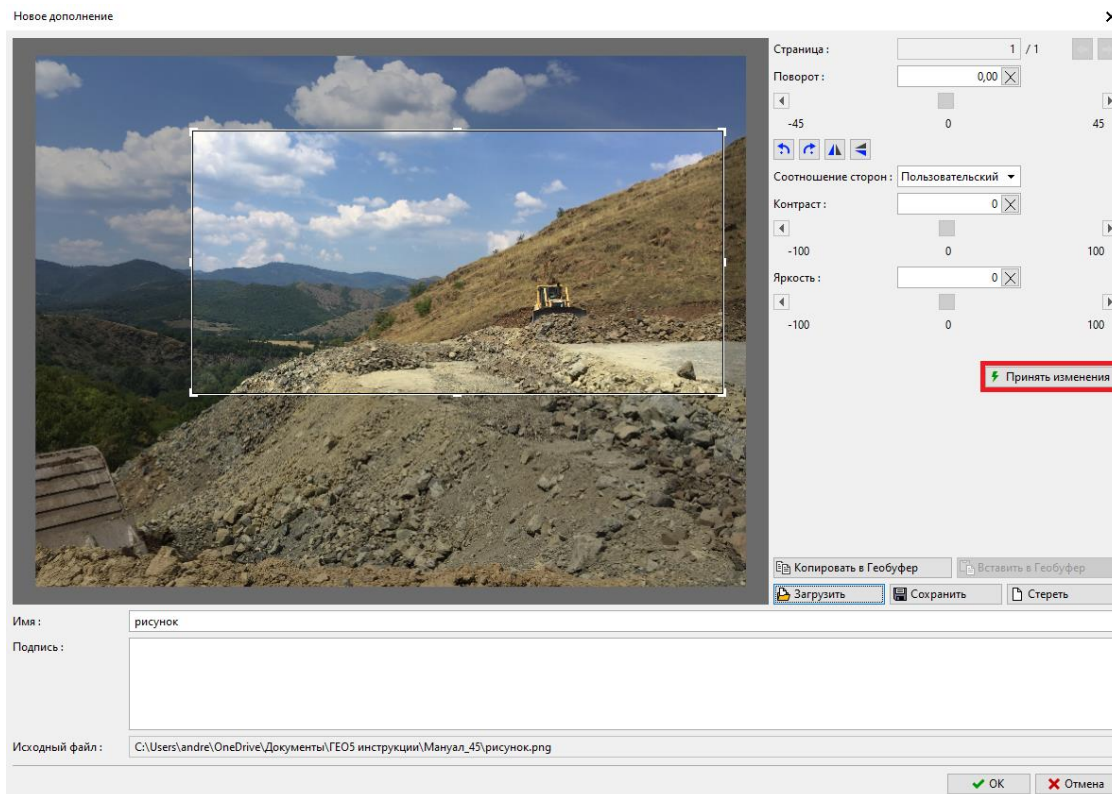 Новое дополнение
Страница :
1 / 1
Поворот :
0,00
-45 0 45
Соотношение сторон : Пользовательский
Контраст :
0
-100 0 100
Яркость :
0
-100 0 100
Принять изменения
Копировать в Геобуфер Вставить в Геобуфер
Загрузить Сохранить Стереть
Имя : рисунок
Подпись :
Исходный файл : C:\Users\andre\OneDrive\Документы\ГЕО5 инструкции\Мануал_45\рисунок.png
OK Отмена